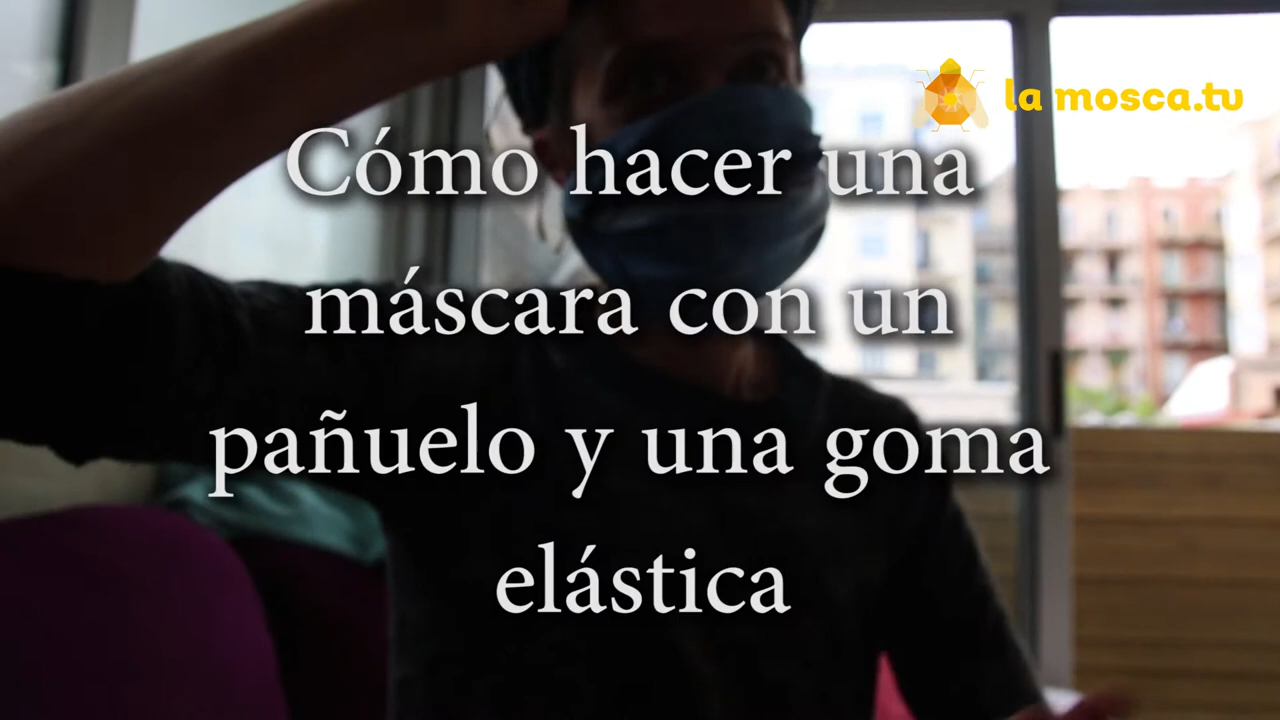 la mosca.tu
Cómo hacer una
máscara con un
pañuelo y una goma
elástica